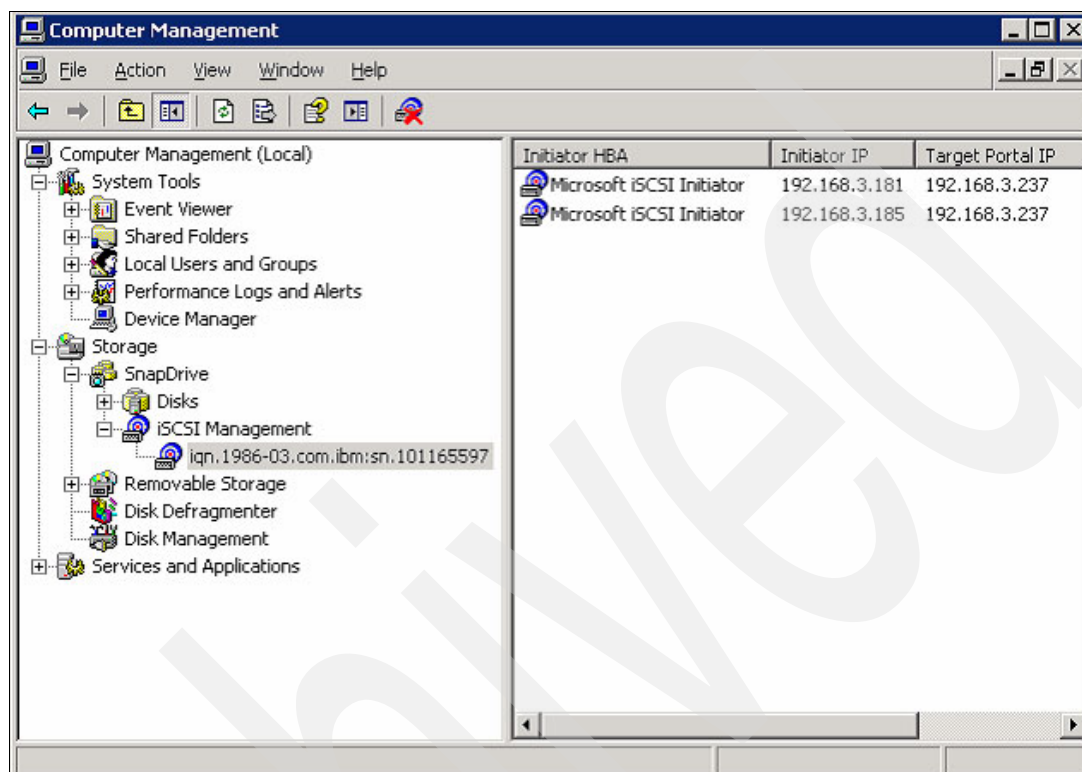 Computer Management
File Action View Window Help
Computer Management (Local)
System Tools
Event Viewer
Shared Folders
Local Users and Groups
Performance Logs and Alerts
Device Manager
Storage
SnapDrive
Disks
iSCSI Management
iqn.1986-03.com.ibm:sn.101165597
Removable Storage
Disk Defragmenter
Disk Management
Services and Applications
Initiator HBA Initiator IP Target Portal IP
Microsoft iSCSI Initiator 192.168.3.181 192.168.3.237
Microsoft iSCSI Initiator 192.168.3.185 192.168.3.237
hived